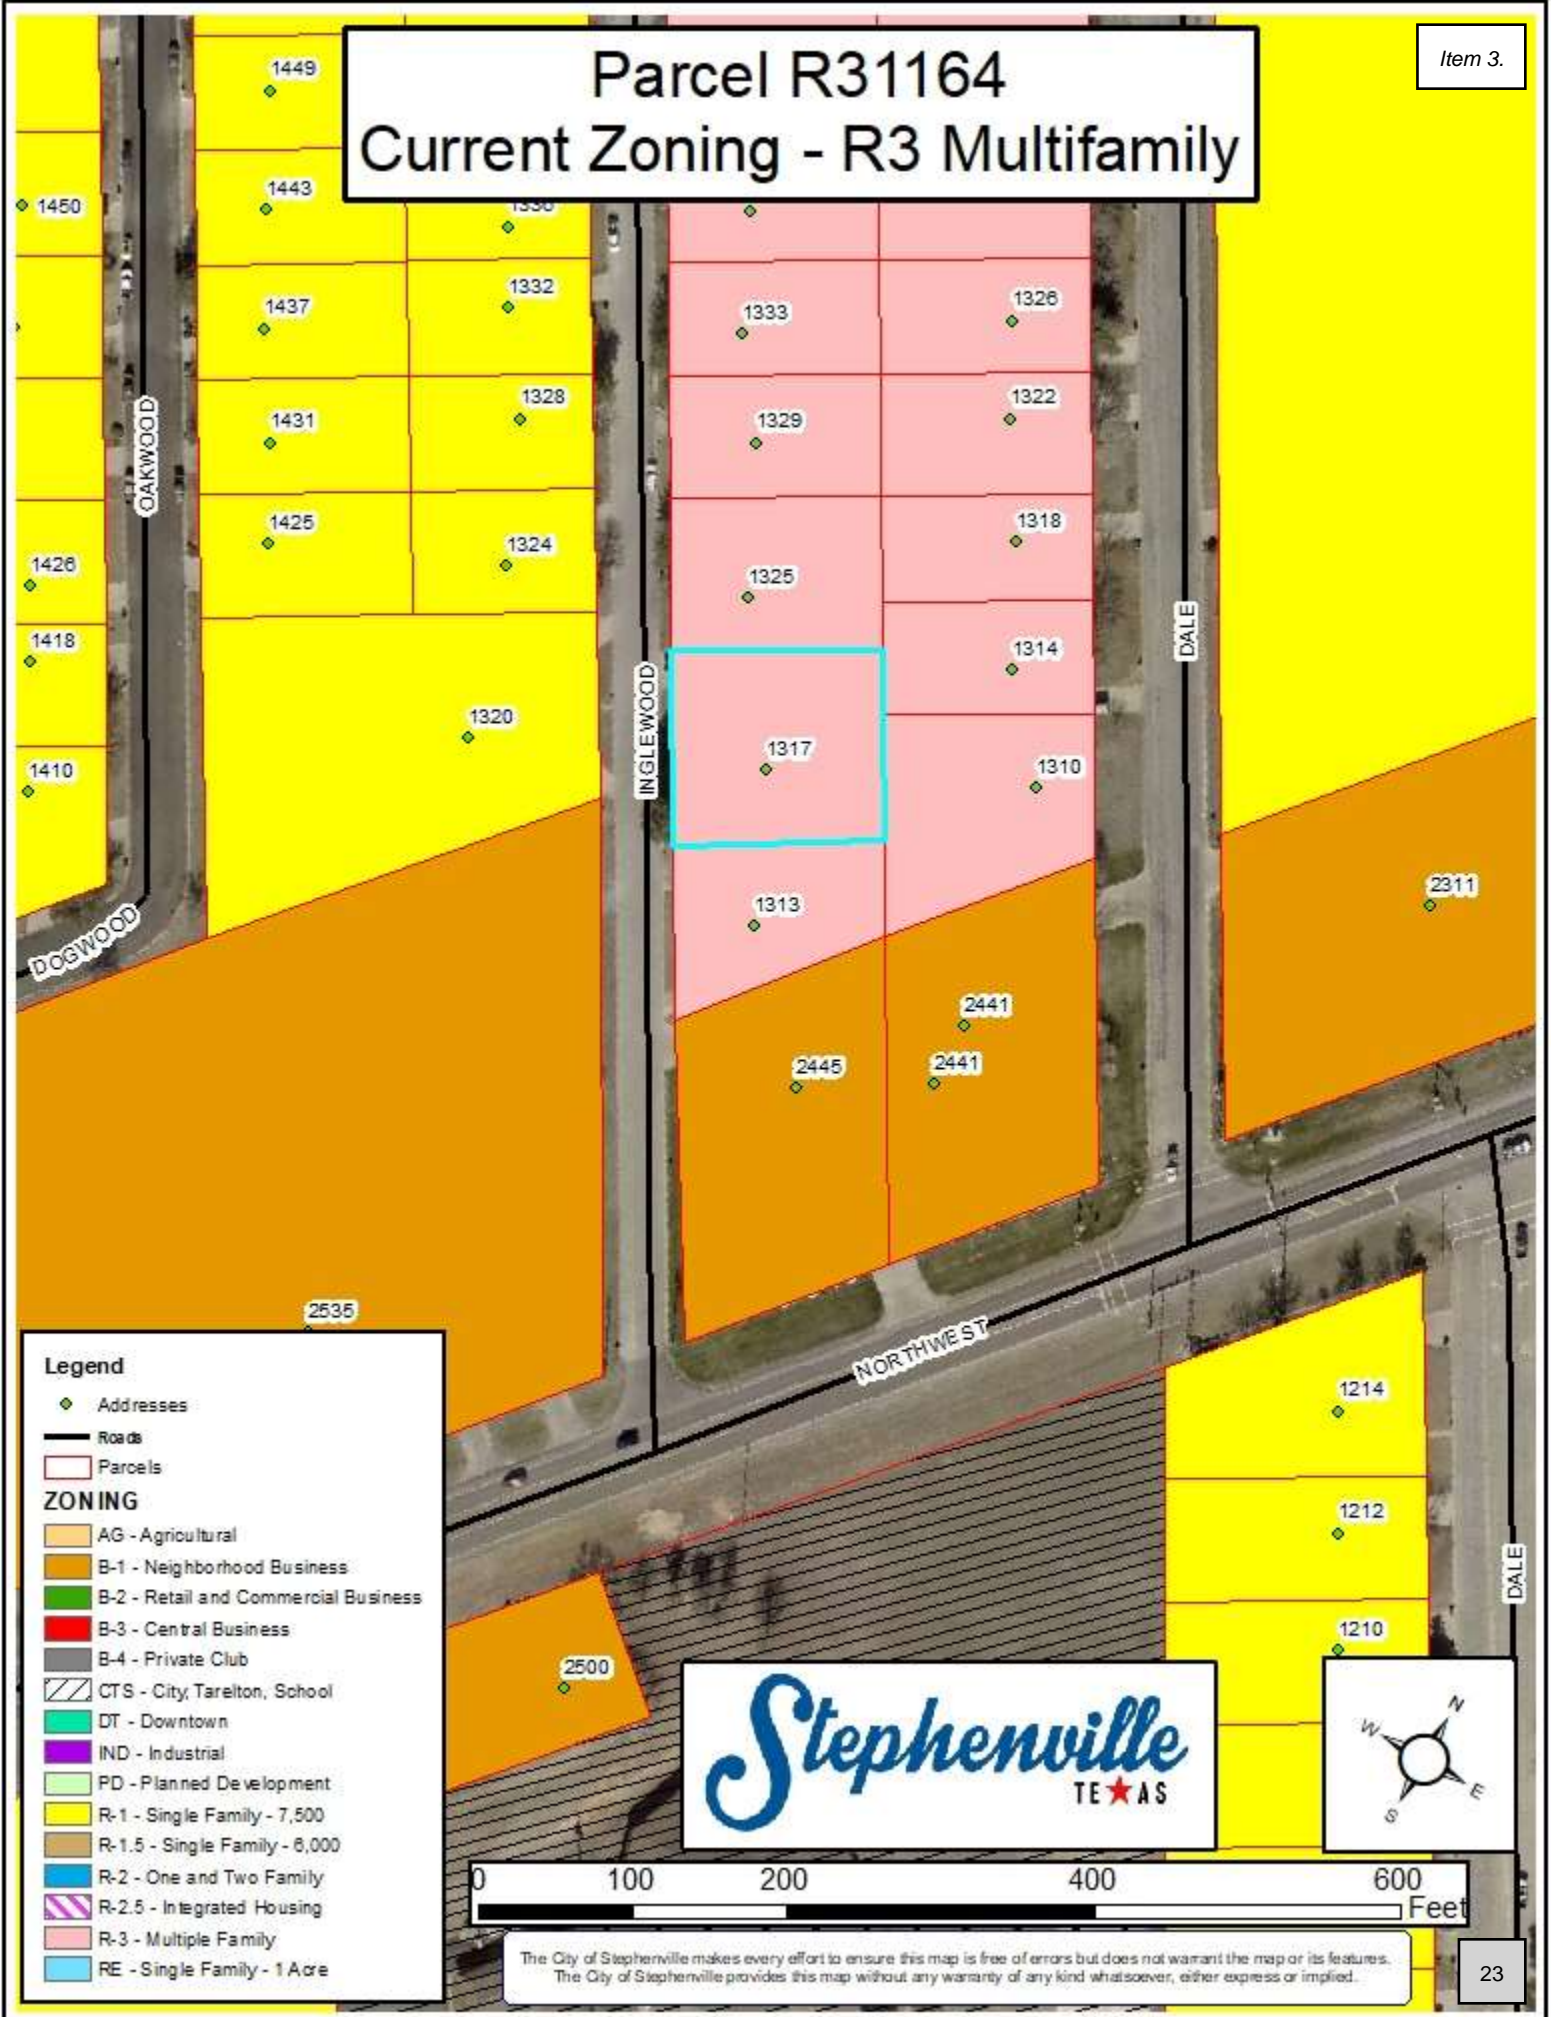 Item 3.
Parcel R31164
Current Zoning - R3 Multifamily
1449
1443
1450
1437
1332
1333
1326
1431
1328
1329
1322
OAKWOOD
1425
1324
1318
1426
1325
1418
1314
DALE
1320
INGLEWOOD
1317
1410
1310
1313
2311
DOGWOOD
2441
2445
2441
2535
NORTHWEST
1214
1212
DALE
1210
2500
Legend
Addresses
Roads
Parcels
ZONING
AG - Agricultural
B-1 - Neighborhood Business
B-2 - Retail and Commercial Business
B-3 - Central Business
B-4 - Private Club
CTS - City, Tarelton, School
DT - Downtown
IND - Industrial
PD - Planned Development
R-1 - Single Family - 7,500
R-1.5 - Single Family - 6,000
R-2 - One and Two Family
R-2.5 - Integrated Housing
R-3 - Multiple Family
RE - Single Family - 1 Acre
Stephenville
TE★AS
N
W
E
S
0 100 200 400 600
Feet
The City of Stephenville makes every effort to ensure this map is free of errors but does not warrant the map or its features.
The City of Stephenville provides this map without any warranty of any kind whatsoever, either express or implied.
23